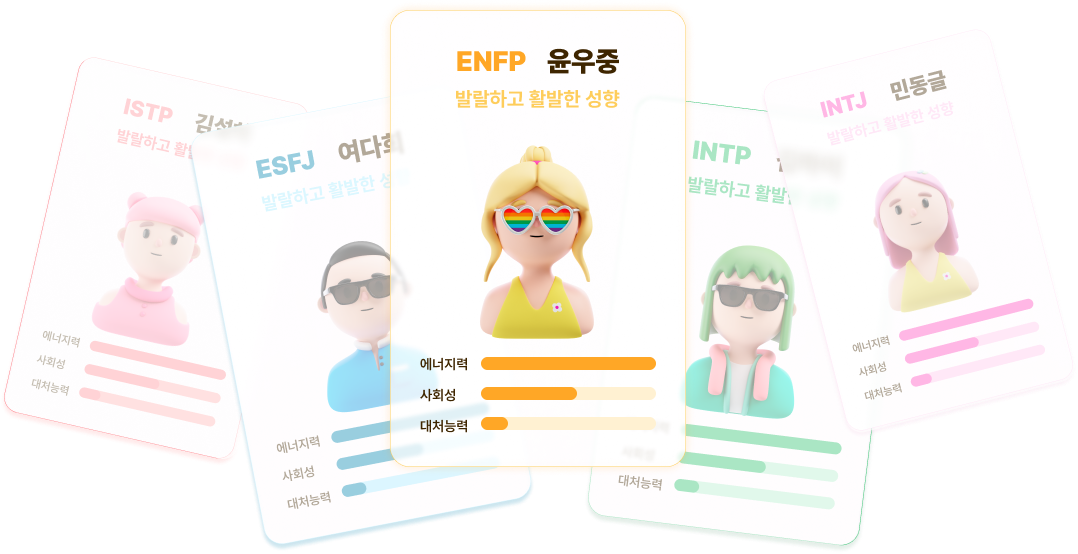 ISTP
발랄하고
에너지력
사회성
대처능력
ESFJ 여다희
발랄하고 활발한
에너지력
사회성
대처능력
ENFP 윤우중
발랄하고 활발한 성향
에너지력
사회성
대처능력
INTP
발랄하고
대처능력
INTJ 민동글
발랄하고 활발한 성향
에너지력
사회성
대처능력